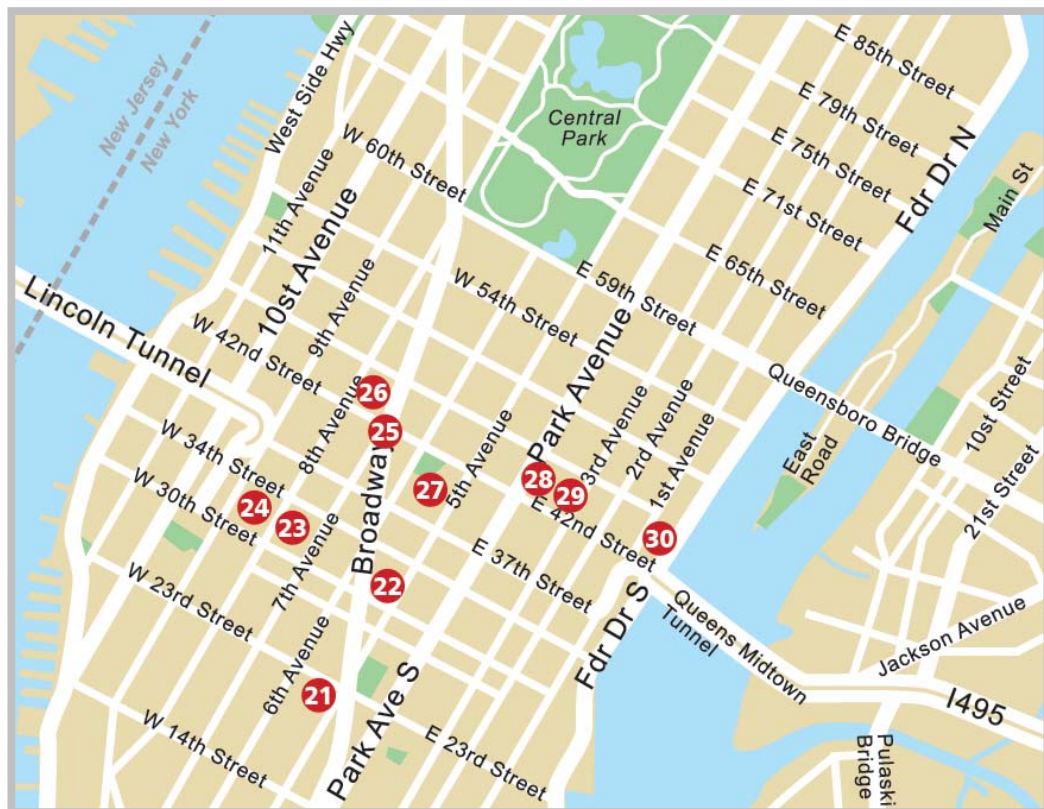 New Jersey
New York
West Side Hwy
Central
Park
E 85th Street
E 79th Street
E 75th Street
E 71st Street
E 65th Street
Fdr Dr N
Main St
W 60th Street
11th Avenue
10st Avenue
9th Avenue
W 54th Street
E 59th Street
Lincoln Tunnel
W 42nd Street
Park Avenue
Queensboro Bridge
East
Road
10st Street
21st Street
26
25
8th Avenue
Broadway
27
5th Avenue
28
29
3rd Avenue
2rd Avenue
1st Avenue
W 34th Street
W 30th Street
24
23
7th Avenue
E 42nd Street
30
22
E 37th Street
W 23rd Street
6th Avenue
21
Fdr Dr S
Queens Midtown
Tunnel
Jackson Avenue
I495
W 14th Street
Park Ave S
E 23rd Street
Pulaski
Bridge